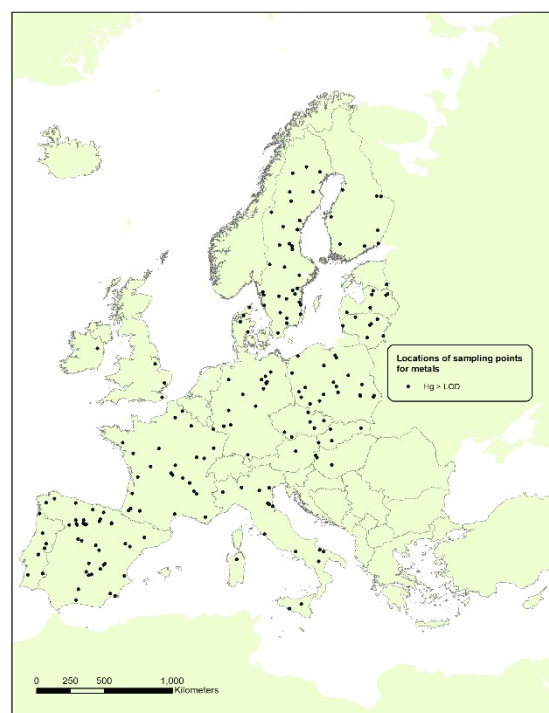 Locations of sampling points
for metals
Hg > LOD
0 250 500 1,000
Kilometers